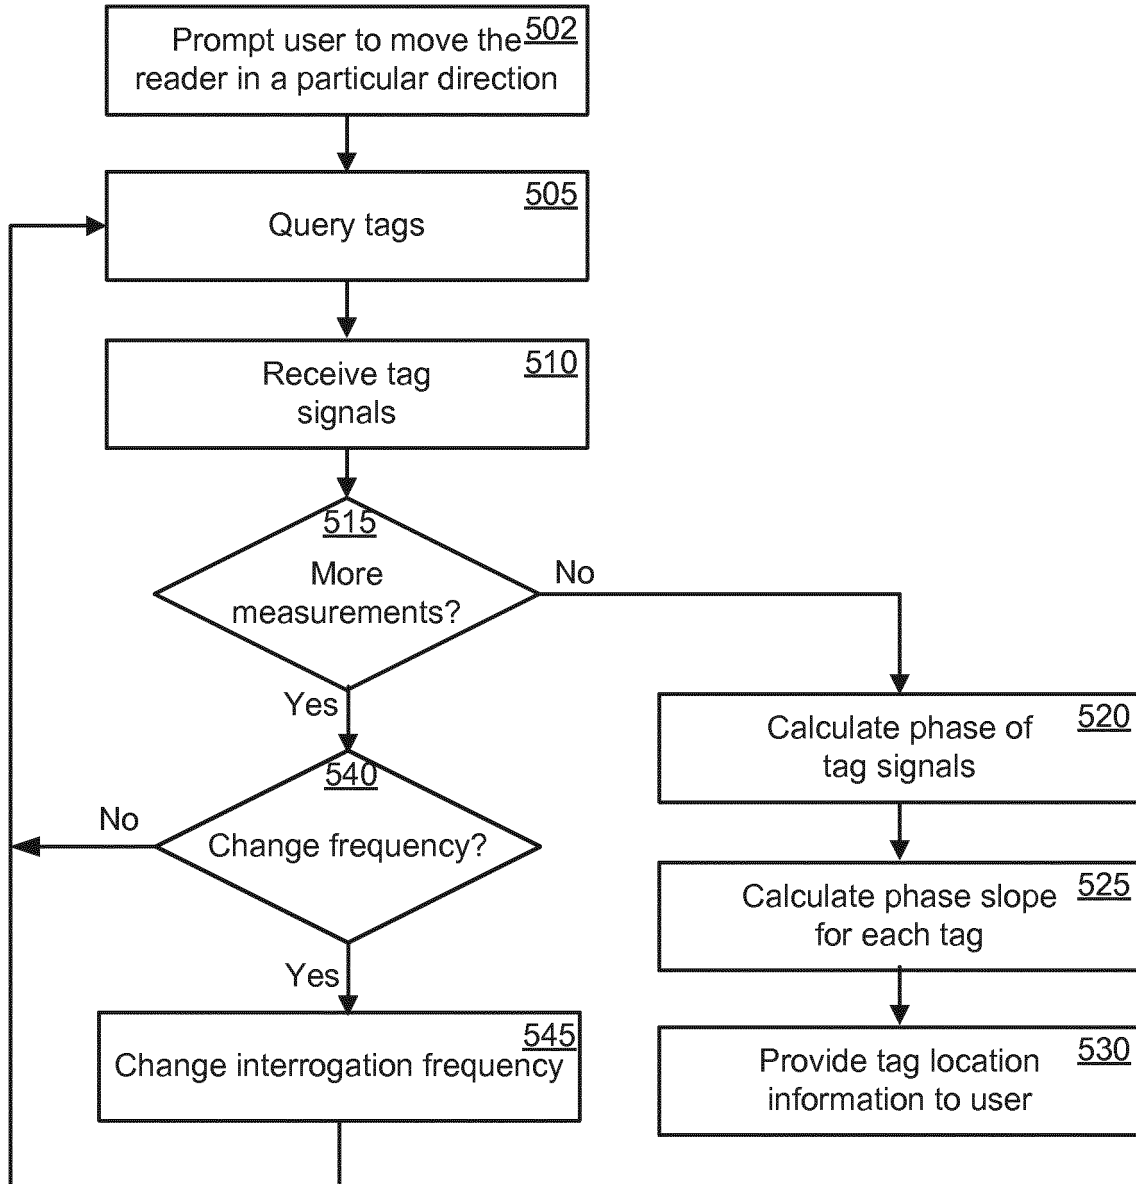 502
Prompt user to move the
reader in a particular direction
505
Query tags
510
Receive tag
signals
515
More
measurements?
No
Yes
520
Calculate phase of
tag signals
540
Change frequency?
No
Yes
525
Calculate phase slope
for each tag
545
Change interrogation frequency
530
Provide tag location
information to user